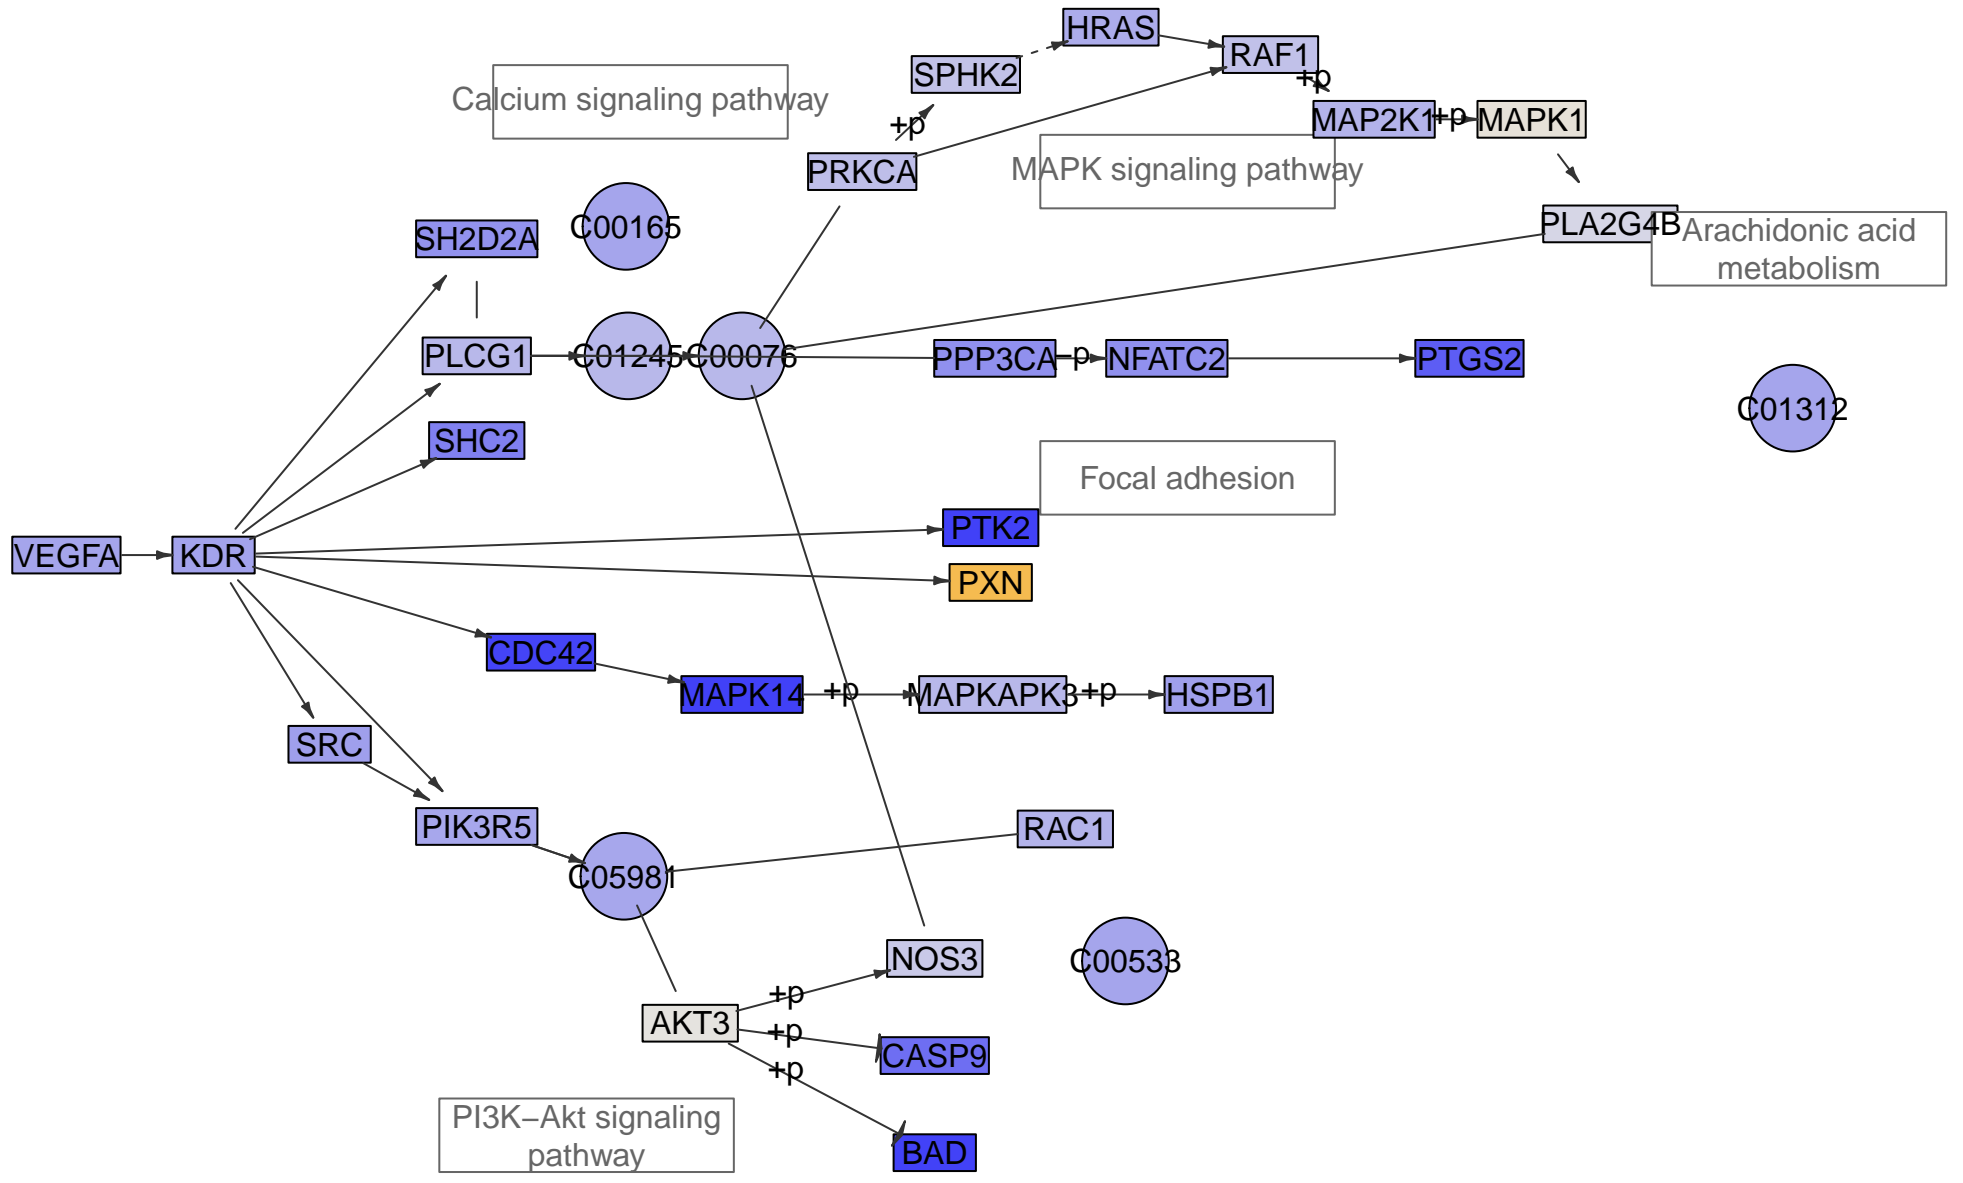 HRAS
RAF1
SPHK2
+p
Calcium signaling pathway
+p
MAP2K1
+p
MAPK1
PRKCA
MAPK signaling pathway
C00165
SH2D2A
PLA2G4B
Arachidonic acid
metabolism
PLCG1
C01245
C00076
PPP3CA
-p
NFATC2
PTGS2
C01312
SHC2
Focal adhesion
PTK2
VEGFA
KDR
PXN
CDC42
MAPK14
+p
MAPKAPK3
+p
HSPB1
SRC
PIK3R5
RAC1
C05981
NOS3
C00533
+p
AKT3
+p
CASP9
+p
PI3K–Akt signaling
pathway
BAD